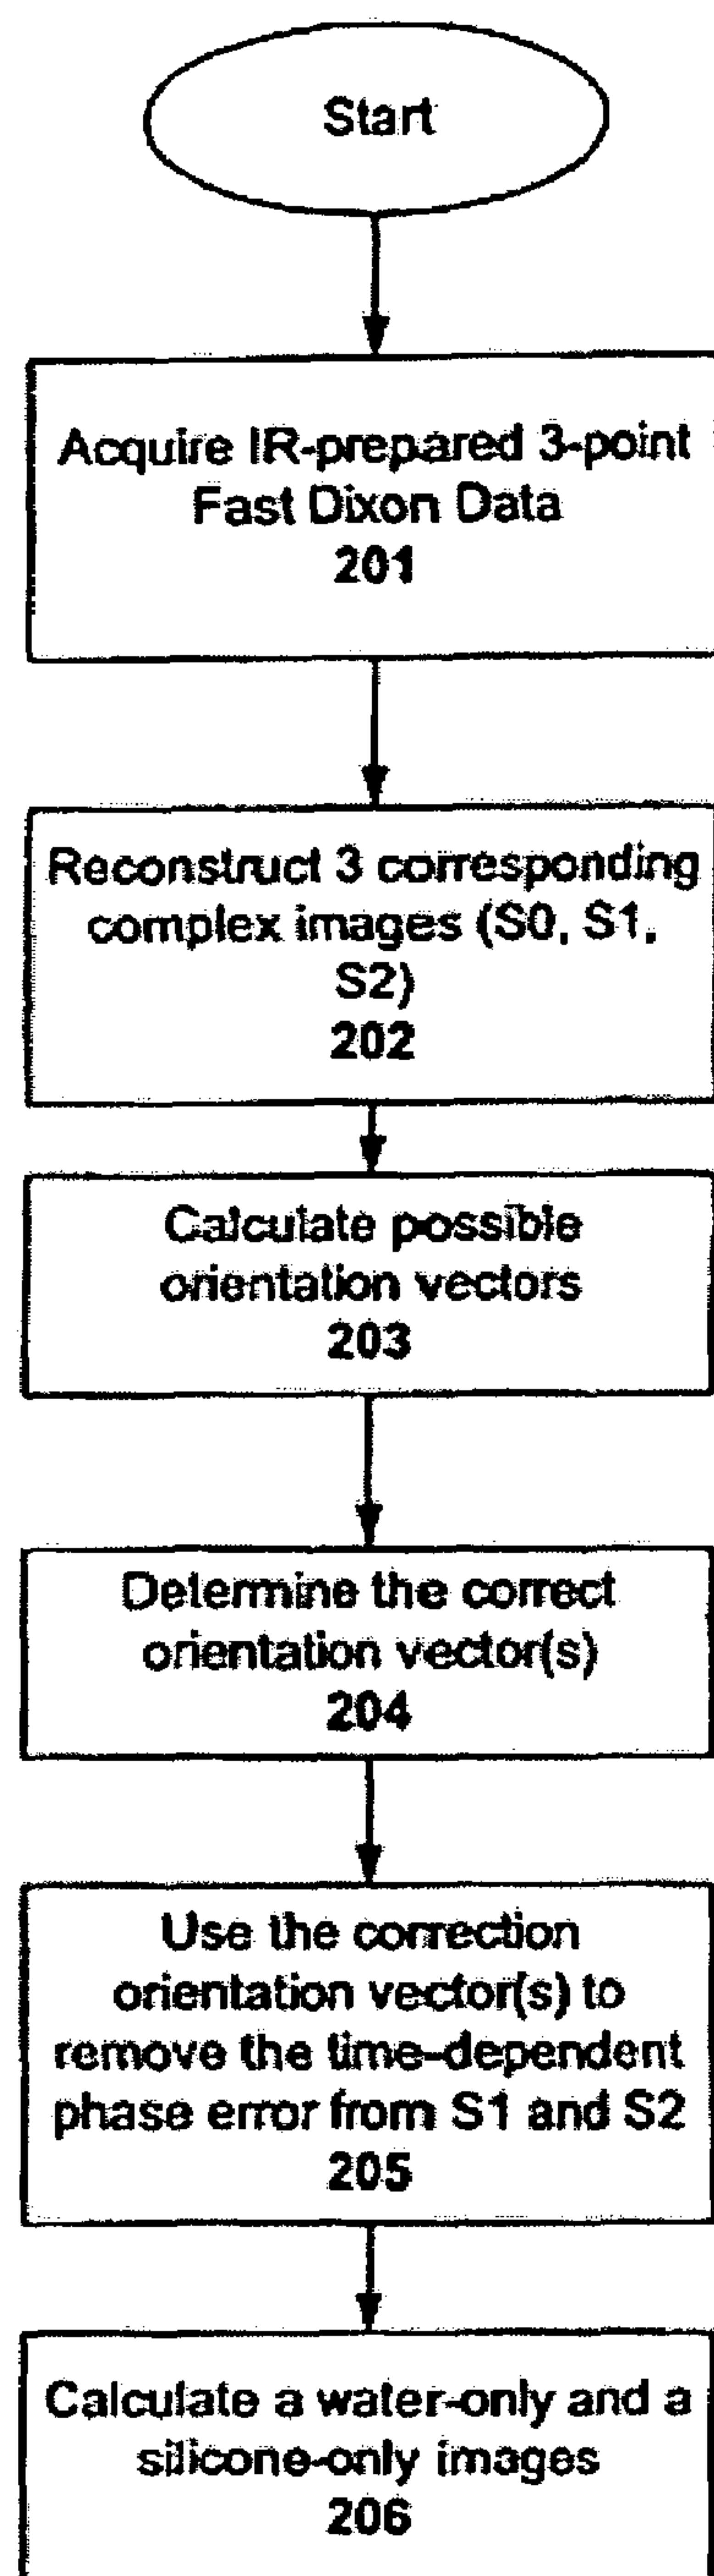 Start
Acquire IR-prepared 3-point
Fast Dixon Data
201
Reconstruct 3 corresponding
complex images (S0, S1,
S2)
202
Calculate possible
orientation vectors
203
Determine the correct
orientation vector(s)
204
Use the correction
orientation vector(s) to
remove the time-dependent
phase error from S1 and S2
205
Calculate a water-only and a
silicone-only images
206